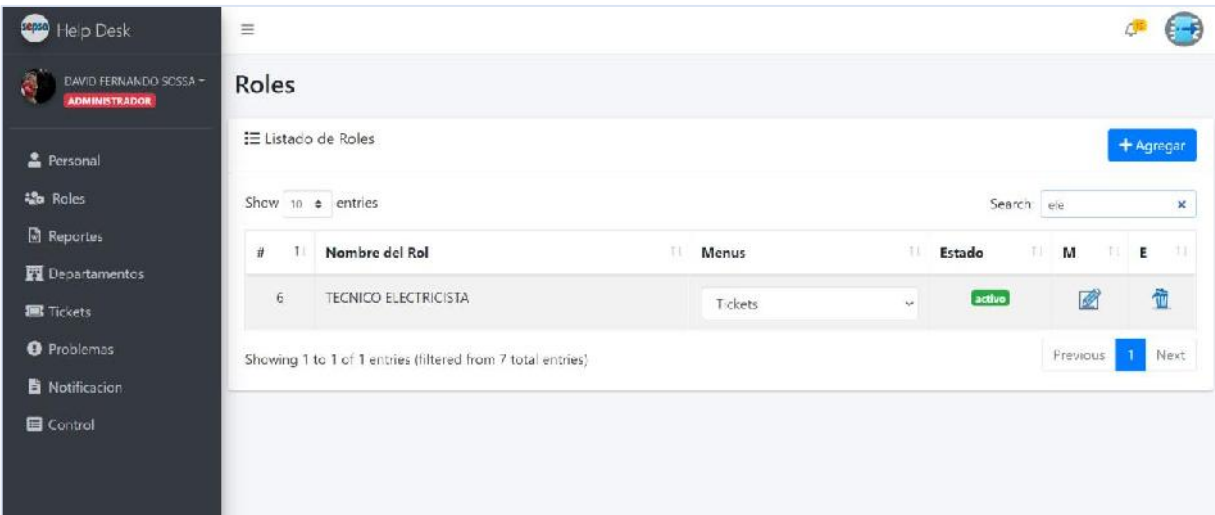 sepsa Help Desk
DAVID FERNANDO SOSSA
ADMINISTRADOR
Personal
Roles
Reportes
Departamentos
Tickets
Problemas
Notificacion
Control
Roles
Listado de Roles
+ Agregar
Show 10 entries
Search: ele
# Nombre del Rol Menus Estado M E
6 TECNICO ELECTRICISTA Tickets activo
Showing 1 to 1 of 1 entries (filtered from 7 total entries)
Previous 1 Next